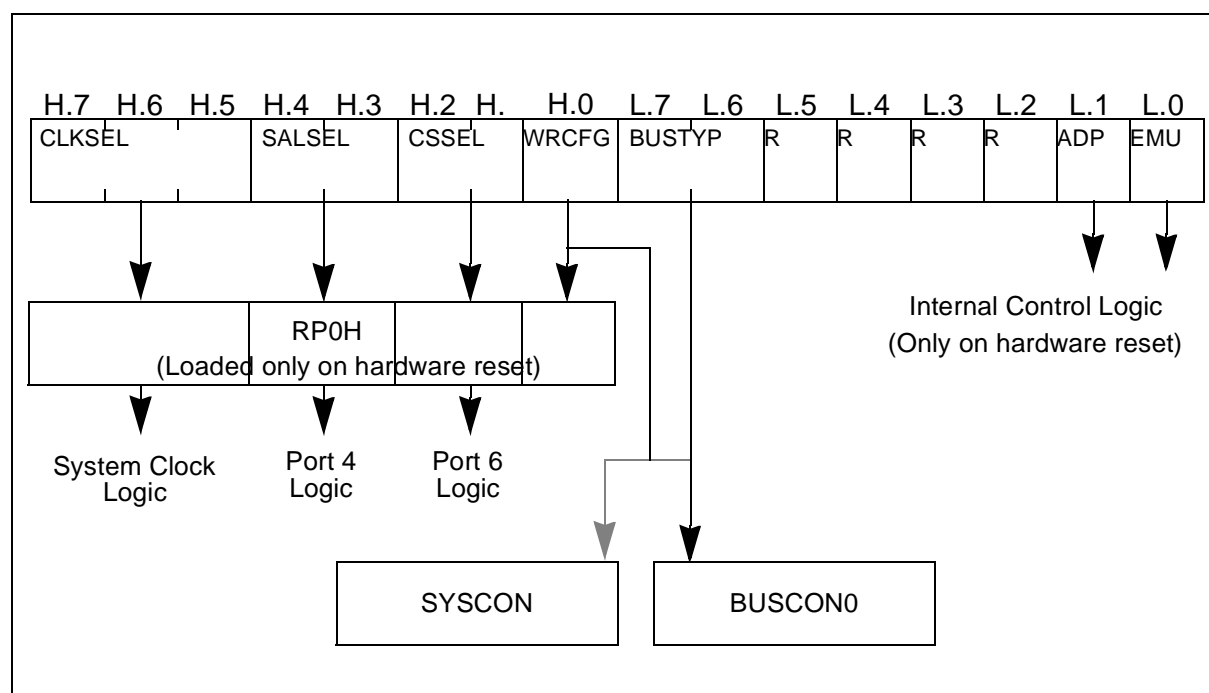 H.7 H.6 H.5 H.4 H.3 H.2 H. H.0 L.7 L.6 L.5 L.4 L.3 L.2 L.1 L.0
CLKSEL SALSEL CSSEL WRCFG BUSTYP R R R R ADP EMU
RP0H
(Loaded only on hardware reset)
Internal Control Logic
(Only on hardware reset)
System Clock
Logic
Port 4
Logic
Port 6
Logic
SYSCON
BUSCON0